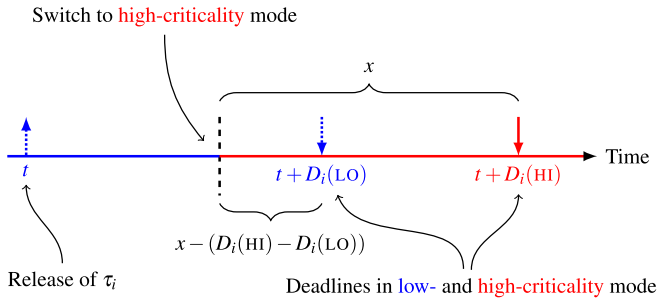 Switch to high-criticality mode
x
Time
t
t + D_i(LO)
t + D_i(HI)
x − (D_i(HI) − D_i(LO))
Release of τ_i
Deadlines in low- and high-criticality mode